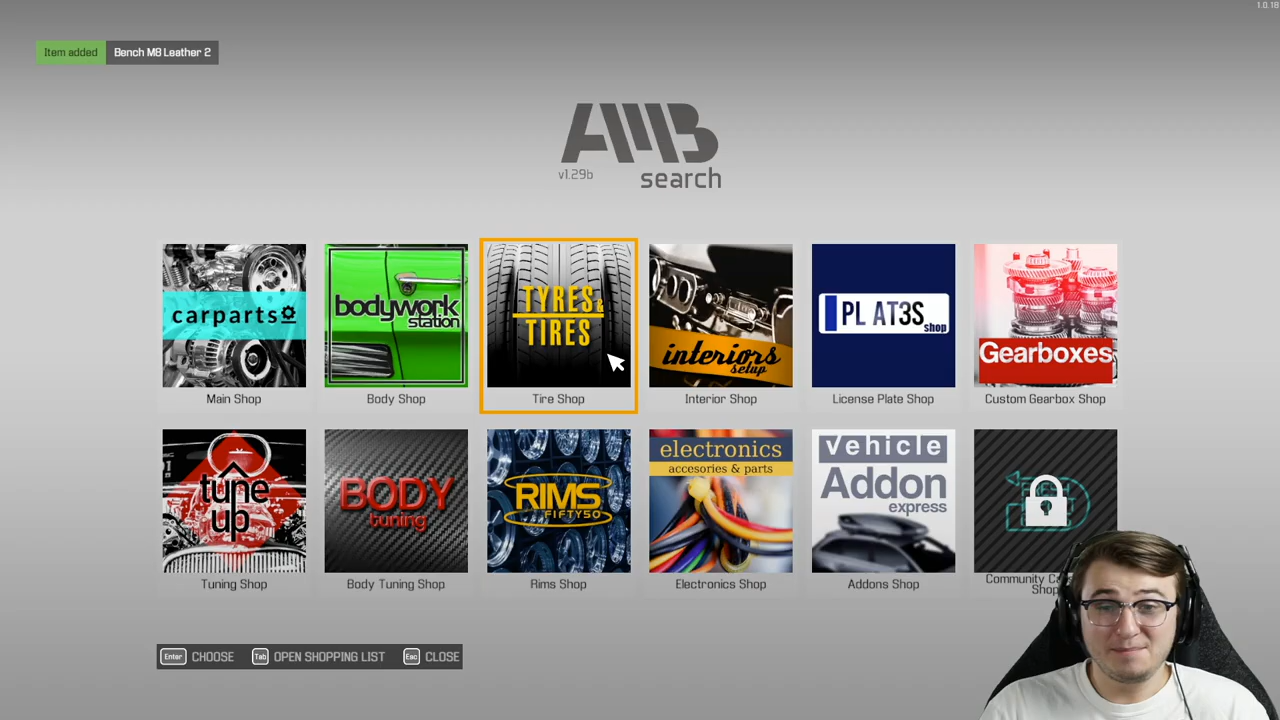 1.0.18
Item added Bench M8 Leather 2
AMB
v1.29b search
carparts
bodywork
station
TYRES&
TIRES
interiors
setup
PL AT3S
shop
Gearboxes
Main Shop
Body Shop
Tire Shop
Interior Shop
License Plate Shop
Custom Gearbox Shop
tune
up
BODY
tuning
RIMS
FIFTY50
electronics
accesories & parts
vehicle
Addon
express
Tuning Shop
Body Tuning Shop
Rims Shop
Electronics Shop
Addons Shop
Community
Shop
Enter CHOOSE Tab OPEN SHOPPING LIST Esc CLOSE